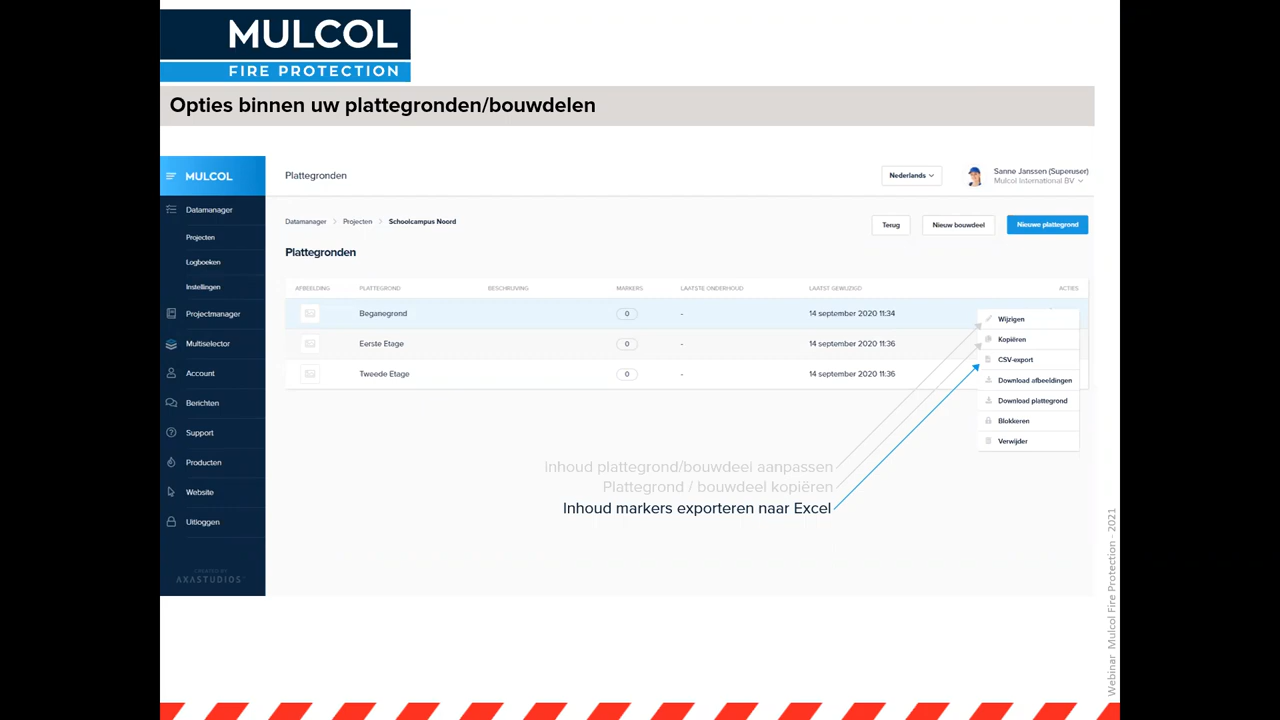 MULCOL
FIRE PROTECTION
Opties binnen uw plattegronden/bouwdelen
MULCOL
Plattegronden
Nederlands
Sanne Janssen (Superuser)
Mulcol International BV
Datamanager
Projecten
Logboeken
Instellingen
Projectmanager
Multiselector
Account
Berichten
Support
Producten
Website
Uitloggen
CREATED BY
AXASTUDIOS
Datamanager > Projecten > Schoolcampus Noord
Terug
Nieuw bouwdeel
Nieuwe plattegrond
Plattegronden
AFBEELDING PLATTEGROND BESCHRIJVING MARKERS LAATSTE ONDERHOUD LAATST GEWIJZIGD ACTIES
Beganegrond 0 - 14 september 2020 11:34
Eerste Etage 0 - 14 september 2020 11:36
Tweede Etage 0 - 14 september 2020 11:36
Wijzigen
Kopiëren
CSV-export
Download afbeeldingen
Download plattegrond
Blokkeren
Verwijder
Inhoud plattegrond/bouwdeel aanpassen
Plattegrond / bouwdeel kopiëren
Inhoud markers exporteren naar Excel
Webinar Mulcol Fire Protection - 2021